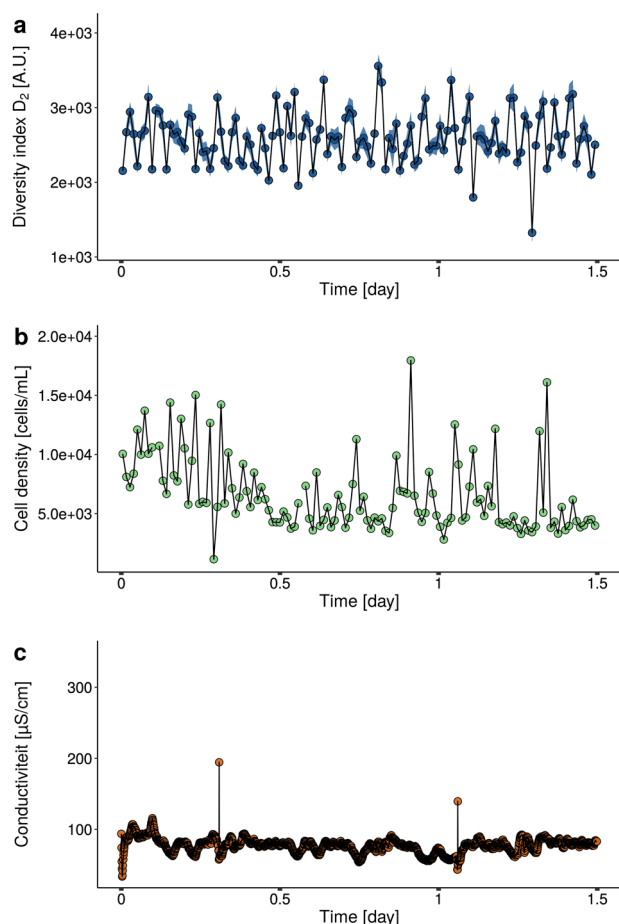 a
Diversity index D₂ [A.U.]
4e+03
3e+03
2e+03
1e+03
0
0.5
1
1.5
Time [day]
b
Cell density [cells/mL]
2.0e+04
1.5e+04
1.0e+04
5.0e+03
0
0.5
1
1.5
Time [day]
c
Conductiviteit [µS/cm]
300
200
100
0
0.5
1
1.5
Time [day]